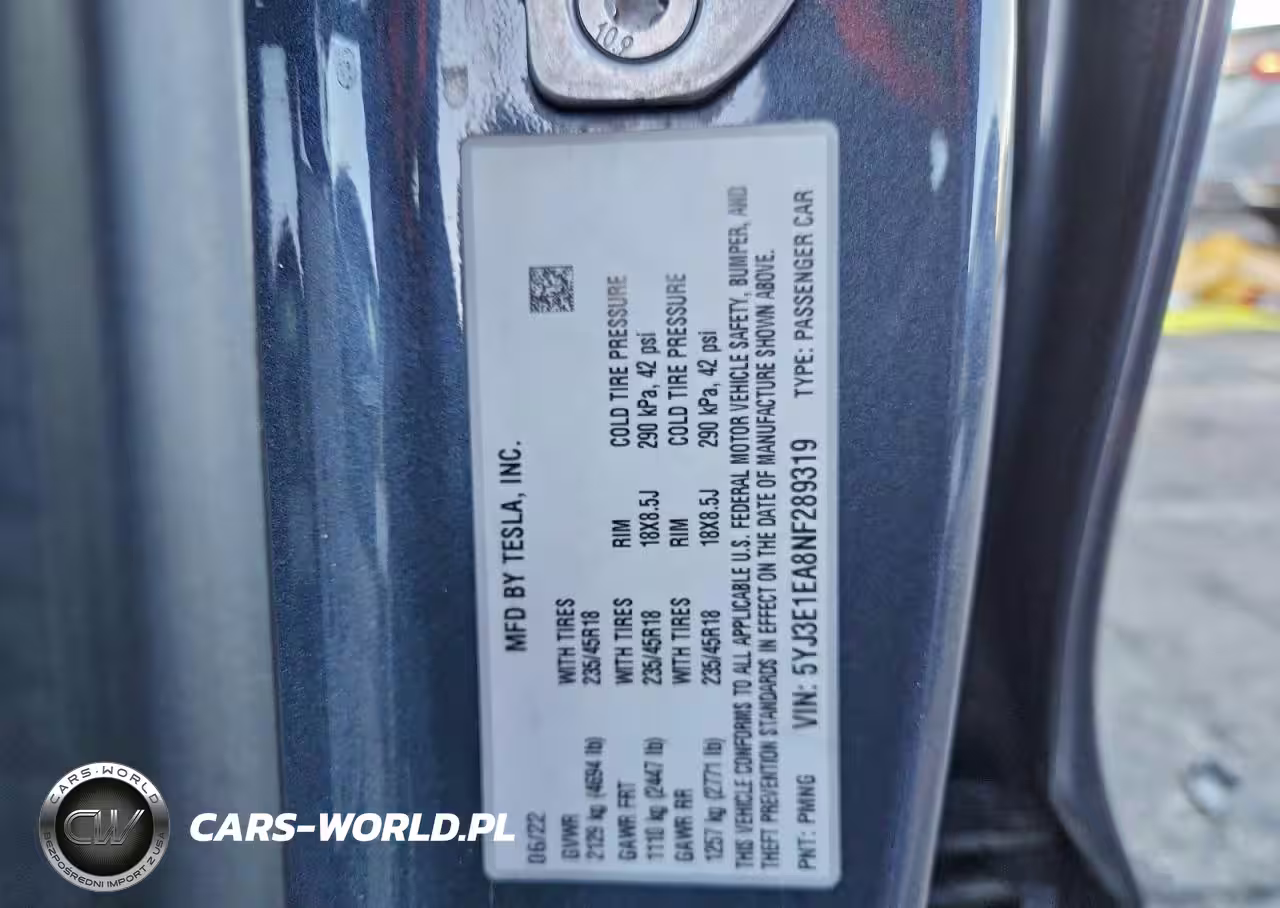 10.9
MFD BY TESLA, INC.
06/22
GVWR WITH TIRES
2129 kg (4694 lb) 235/45R18
GAWR FRT WITH TIRES RIM COLD TIRE PRESSURE
1110 kg (2447 lb) 235/45R18 18X8.5J 290 kPa, 42 psi
GAWR RR WITH TIRES RIM COLD TIRE PRESSURE
1257 kg (2771 lb) 235/45R18 18X8.5J 290 kPa, 42 psi
THIS VEHICLE CONFORMS TO ALL APPLICABLE U.S. FEDERAL MOTOR VEHICLE SAFETY, BUMPER, AND
THEFT PREVENTION STANDARDS IN EFFECT ON THE DATE OF MANUFACTURE SHOWN ABOVE.
PNT: PMNG VIN: 5YJ3E1EA8NF289319 TYPE: PASSENGER CAR
CARS-WORLD
CW
BEZPOŚREDNI IMPORT Z USA
CARS-WORLD.PL